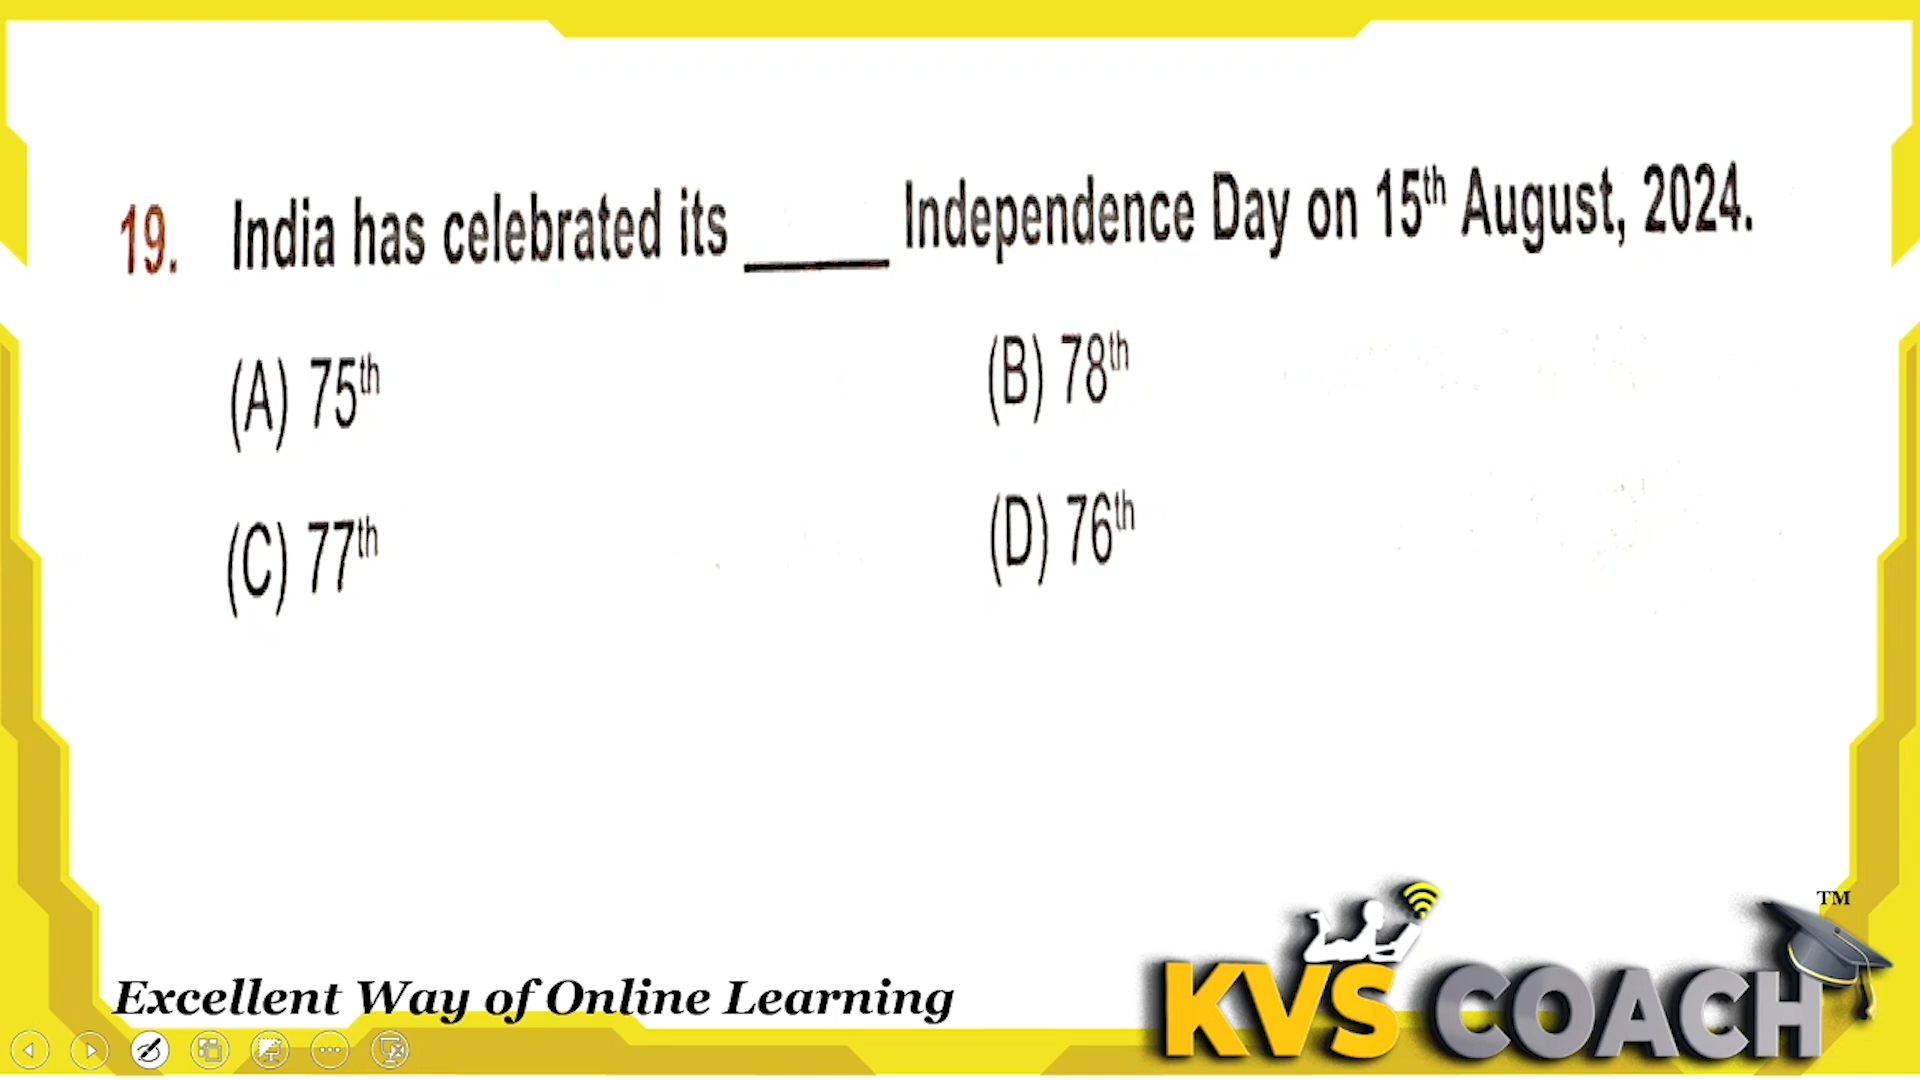 19. India has celebrated its _____ Independence Day on 15th August, 2024.
(A) 75th (B) 78th
(C) 77th (D) 76th
Excellent Way of Online Learning
KVS COACH TM